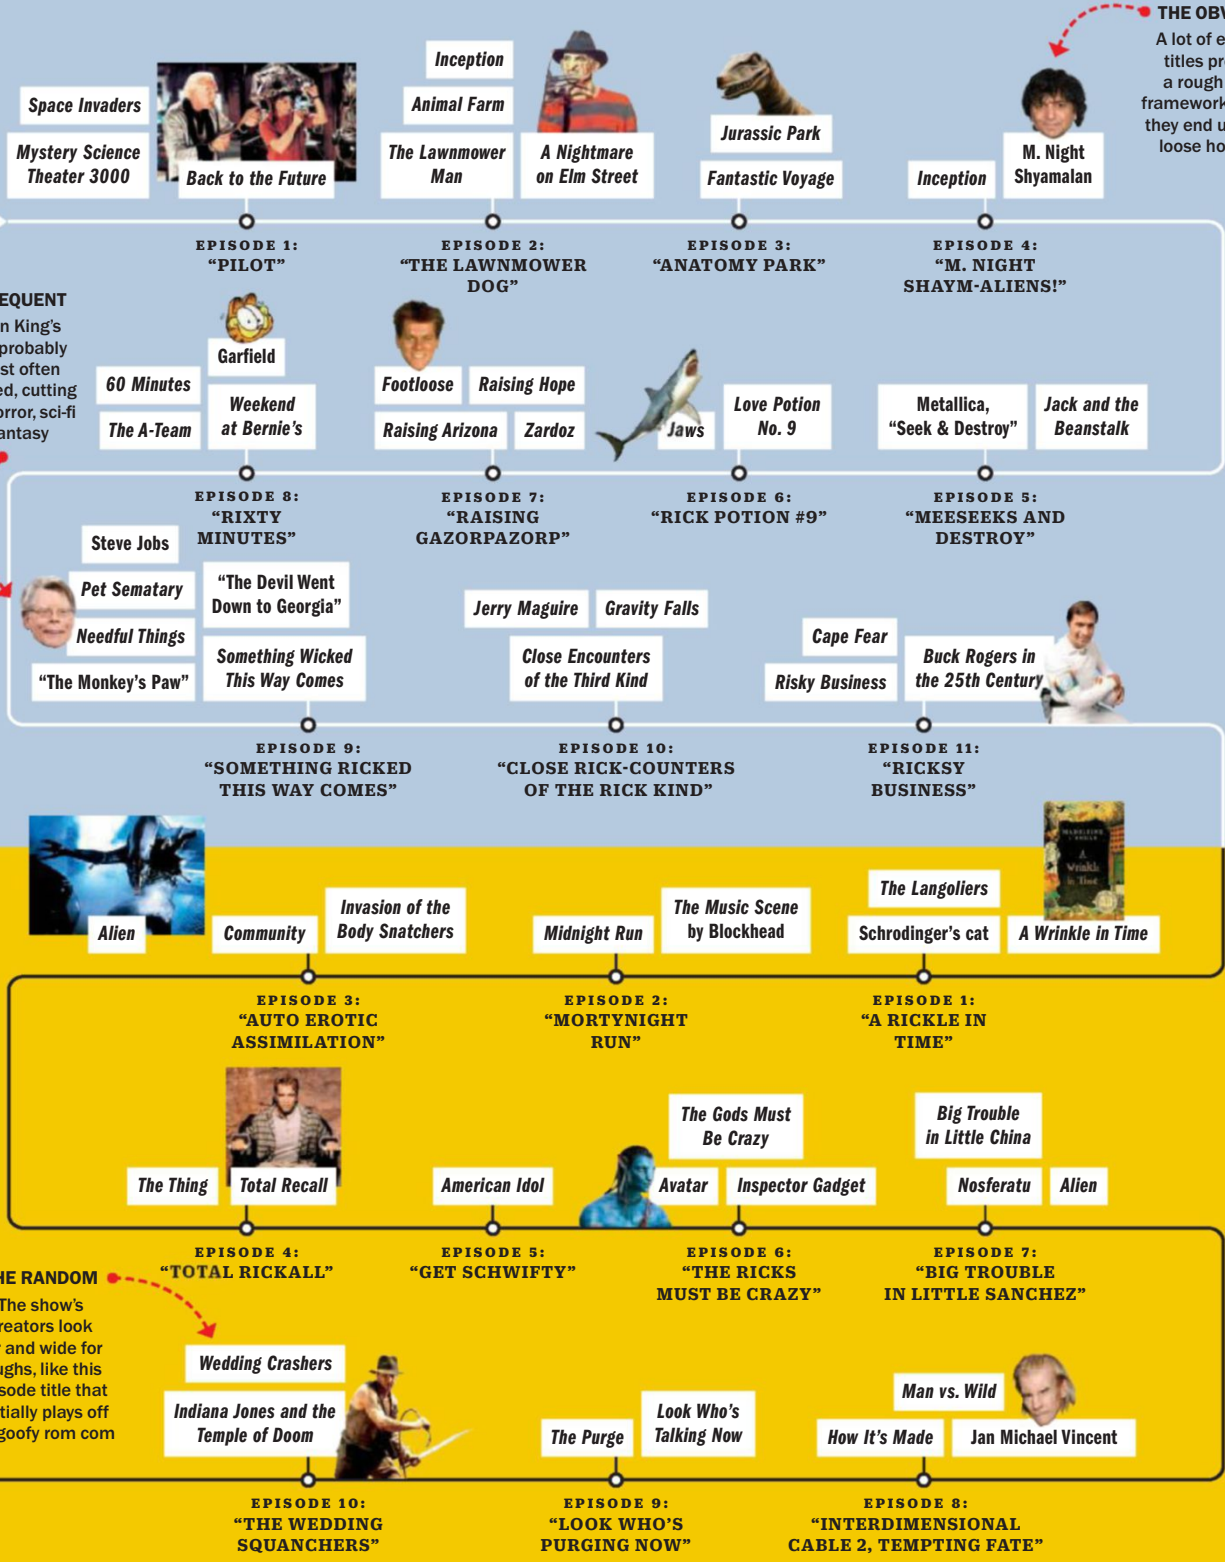 THE OBV
A lot of e
titles pr
a rough
framework
they end u
loose ho
Space Invaders
Mystery Science
Theater 3000
Back to the Future
EPISODE 1:
“PILOT”
Inception
Animal Farm
The Lawnmower
Man
A Nightmare
on Elm Street
EPISODE 2:
“THE LAWNMOWER
DOG”
Jurassic Park
Fantastic Voyage
EPISODE 3:
“ANATOMY PARK”
Inception
M. Night
Shyamalan
EPISODE 4:
“M. NIGHT
SHAYM-ALIENS!”
EQUENT
n King’s
probably
st often
ed, cutting
orror, sci-fi
antasy
60 Minutes
The A-Team
Garfield
Weekend
at Bernie’s
EPISODE 8:
“RIXTY
MINUTES”
Footloose
Raising Hope
Raising Arizona
Zardoz
EPISODE 7:
“RAISING
GAZORPAZORP”
Jaws
Love Potion
No. 9
EPISODE 6:
“RICK POTION #9”
Metallica,
“Seek & Destroy”
Jack and the
Beanstalk
EPISODE 5:
“MEESEEKS AND
DESTROY”
Steve Jobs
Pet Sematary
Needful Things
“The Monkey’s Paw”
“The Devil Went
Down to Georgia”
Something Wicked
This Way Comes
EPISODE 9:
“SOMETHING RICKED
THIS WAY COMES”
Jerry Maguire
Gravity Falls
Close Encounters
of the Third Kind
EPISODE 10:
“CLOSE RICK-COUNTERS
OF THE RICK KIND”
Cape Fear
Risky Business
Buck Rogers in
the 25th Century
EPISODE 11:
“RICKSY
BUSINESS”
Alien
Community
Invasion of the
Body Snatchers
EPISODE 3:
“AUTO EROTIC
ASSIMILATION”
Midnight Run
The Music Scene
by Blockhead
EPISODE 2:
“MORTYNIGHT
RUN”
The Langoliers
Schrodinger’s cat
A
Wrinkle
in Time
A Wrinkle in Time
EPISODE 1:
“A RICKLE IN
TIME”
The Thing
Total Recall
EPISODE 4:
“TOTAL RICKALL”
American Idol
EPISODE 5:
“GET SCHWIFTY”
The Gods Must
Be Crazy
Avatar
Inspector Gadget
EPISODE 6:
“THE RICKS
MUST BE CRAZY”
Big Trouble
in Little China
Nosferatu
Alien
EPISODE 7:
“BIG TROUBLE
IN LITTLE SANCHEZ”
HE RANDOM
The show’s
reators look
r and wide for
ughs, like this
sode title that
tially plays off
goofy rom com
Wedding Crashers
Indiana Jones and the
Temple of Doom
EPISODE 10:
“THE WEDDING
SQUANCHERS”
The Purge
Look Who’s
Talking Now
EPISODE 9:
“LOOK WHO’S
PURGING NOW”
Man vs. Wild
How It’s Made
Jan Michael Vincent
EPISODE 8:
“INTERDIMENSIONAL
CABLE 2, TEMPTING FATE”